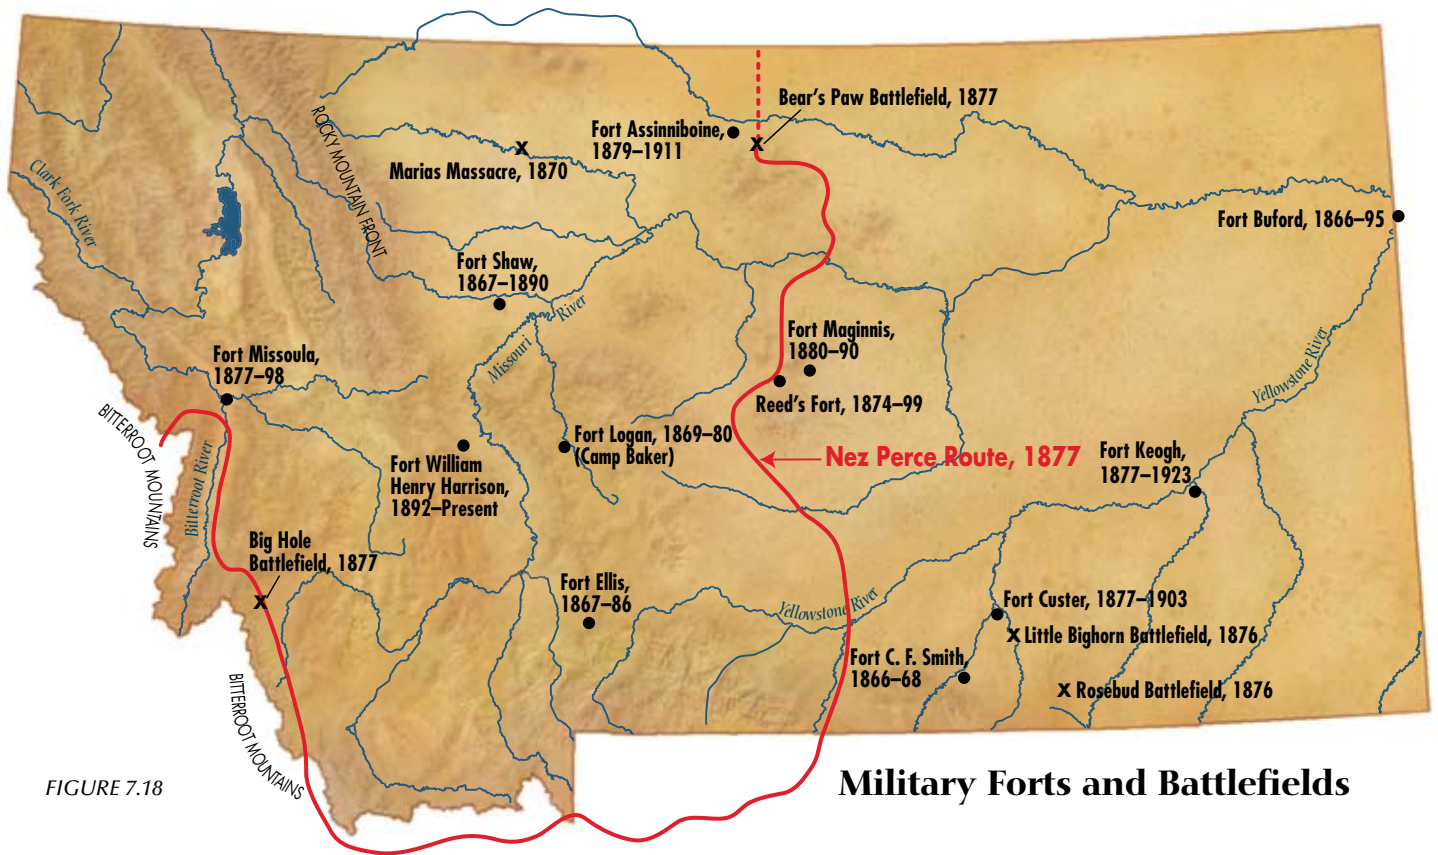 Bear's Paw Battlefield, 1877
Fort Assinniboine,
1879–1911
ROCKY MOUNTAIN FRONT
Marias Massacre, 1870
Clark Fork River
Fort Buford, 1866–95
Fort Shaw,
1867–1890
Missouri River
Fort Maginnis,
1880–90
Fort Missoula,
1877–98
Reed's Fort, 1874–99
Yellowstone River
BITTERROOT MOUNTAINS
Bitterroot River
Fort Logan, 1869–80
(Camp Baker)
Nez Perce Route, 1877
Fort Keogh,
1877–1923
Fort William
Henry Harrison,
1892–Present
Big Hole
Battlefield, 1877
Fort Ellis,
1867–86
Yellowstone River
Fort Custer, 1877–1903
Little Bighorn Battlefield, 1876
Fort C. F. Smith,
1866–68
Rosebud Battlefield, 1876
BITTERROOT MOUNTAINS
FIGURE 7.18
Military Forts and Battlefields
x
x
x
x
x